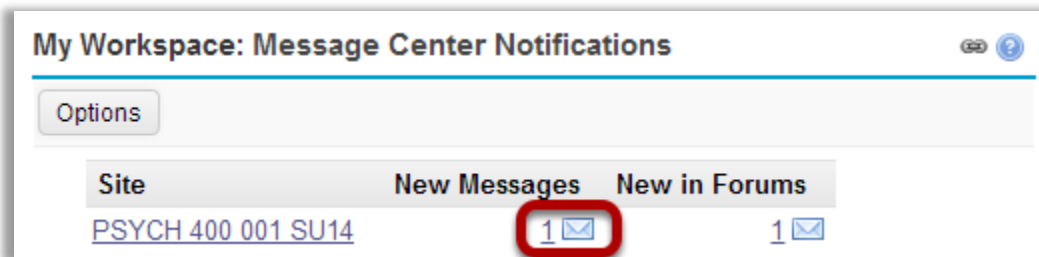 My Workspace: Message Center Notifications
Options
Site New Messages New in Forums
PSYCH 400 001 SU14 1 1